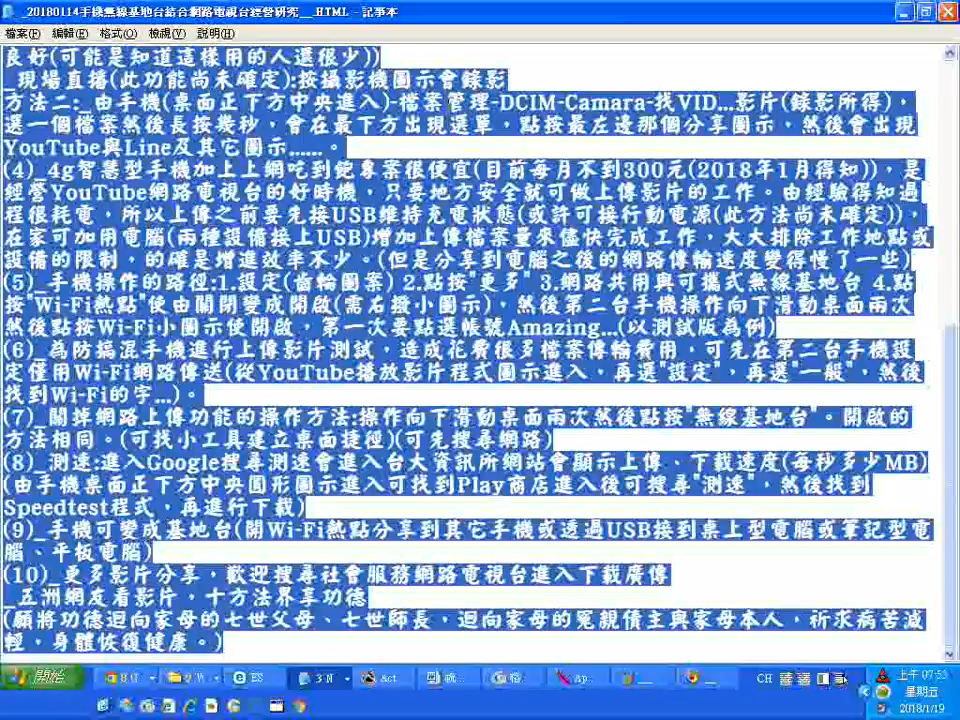 _20180114手機無線基地台結合網路電視台經營研究__.HTML - 記事本
檔案(F) 編輯(E) 格式(O) 檢視(V) 說明(H)
良好(可能是知道這樣用的人還很少))
_現場直播(此功能尚未確定):按攝影機圖示會錄影
方法二:_由手機(桌面正下方中央進入)-檔案管理-DCIM-Camara-找VID...影片(錄影所得)，
選一個檔案然後長按幾秒，會在最下方出現選單，點按最左邊那個分享圖示，然後會出現
YouTube與Line及其它圖示......。
(4)_4g智慧型手機加上上網吃到飽專案很便宜(目前每月不到300元(2018年1月得知))，是
經營YouTube網路電視台的好時機，只要地方安全就可做上傳影片的工作。由經驗得知過
程很耗電，所以上傳之前要先接USB維持充電狀態(或許可接行動電源(此方法尚未確定))，
在家可加用電腦(兩種設備接上USB)增加上傳檔案量來儘快完成工作，大大排除工作地點或
設備的限制，的確是增進效率不少。(但是分享到電腦之後的網路傳輸速度變得慢了一些)
(5)_手機操作的路徑:1.設定(齒輪圖案) 2.點按"更多" 3.網路共用與可攜式無線基地台 4.點
按"Wi-Fi熱點"使由關閉變成開啟(需右撥小圖示)，然後第二台手機操作向下滑動桌面兩次
然後點按Wi-Fi小圖示使開啟，第一次要點選帳號Amazing...(以測試版為例)
(6)_為防搞混手機進行上傳影片測試，造成花費很多檔案傳輸費用，可先在第二台手機設
定僅用Wi-Fi網路傳送(從YouTube播放影片程式圖示進入，再選"設定"，再選"一般"，然後
找到Wi-Fi的字...)。
(7)_關掉網路上傳功能的操作方法:操作向下滑動桌面兩次然後點按"無線基地台"。開啟的
方法相同。(可找小工具建立桌面捷徑)(可先搜尋網路)
(8)_測速:進入Google搜尋測速會進入台大資訊所網站會顯示上傳、下載速度(每秒多少MB)
(由手機桌面正下方中央圓形圖示進入可找到Play商店進入後可搜尋"測速"，然後找到
Speedtest程式，再進行下載)
(9)_手機可變成基地台(開Wi-Fi熱點分享到其它手機或透過USB接到桌上型電腦或筆記型電
腦、平板電腦)
(10)_更多影片分享，歡迎搜尋社會服務網路電視台進入下載廣傳
_五洲網友看影片，十方法界享功德
(願將功德迴向家母的七世父母、七世師長，迴向家母的冤親債主與家母本人，祈求病苦減
輕，身體恢復健康。)
開始 3 N Act CH 上午 07:53
星期五
2018/1/19